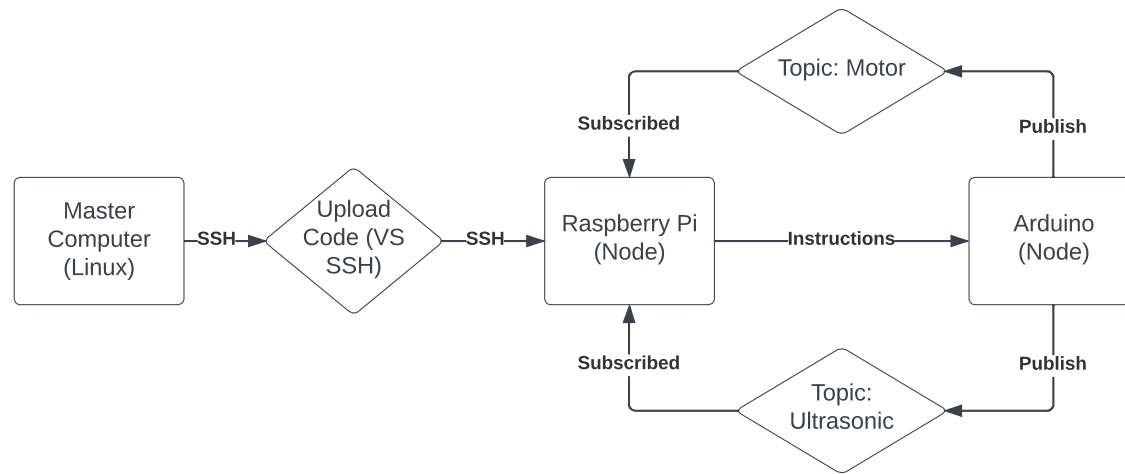 Topic: Motor
Subscribed
Publish
Master
Computer
(Linux)
SSH
Upload
Code (VS
SSH)
SSH
Raspberry Pi
(Node)
Instructions
Arduino
(Node)
Subscribed
Publish
Topic:
Ultrasonic